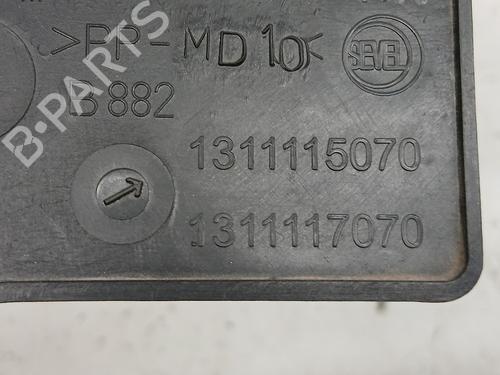 >PP-MD10<
SEVEL
B 882
1311115070
1311117070
B-PARTS